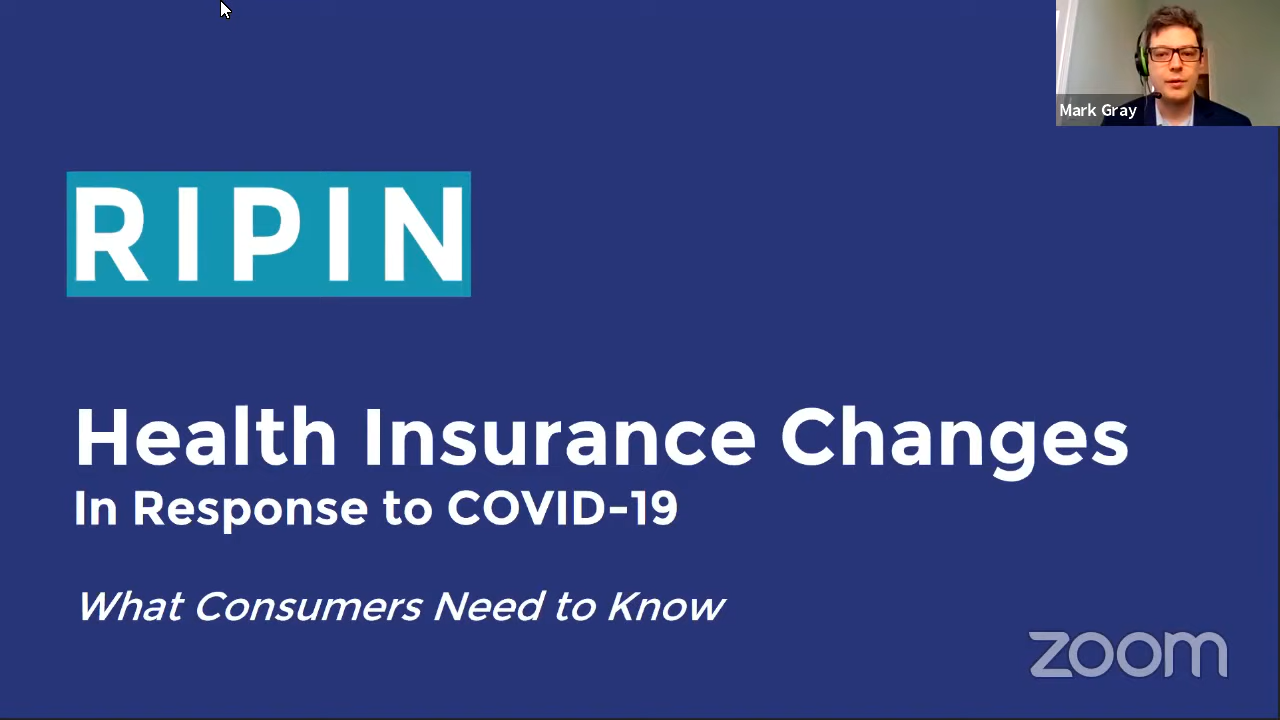 Mark Gray
RIPIN
Health Insurance Changes
In Response to COVID-19
What Consumers Need to Know
zoom